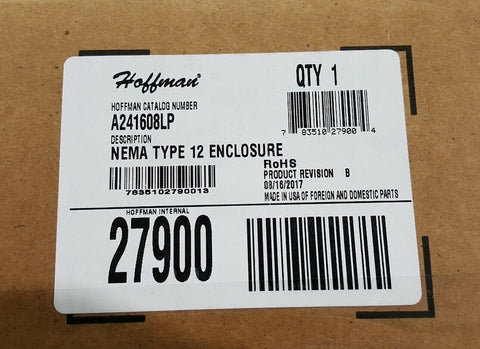 Hoffman®
QTY 1
HOFFMAN CATALOG NUMBER
A241608LP
7 83510 27900 4
DESCRIPTION
NEMA TYPE 12 ENCLOSURE
RoHS
PRODUCT REVISION B
08/16/2017
7835102790013
MADE IN USA OF FOREIGN AND DOMESTIC PARTS
HOFFMAN INTERNAL
27900